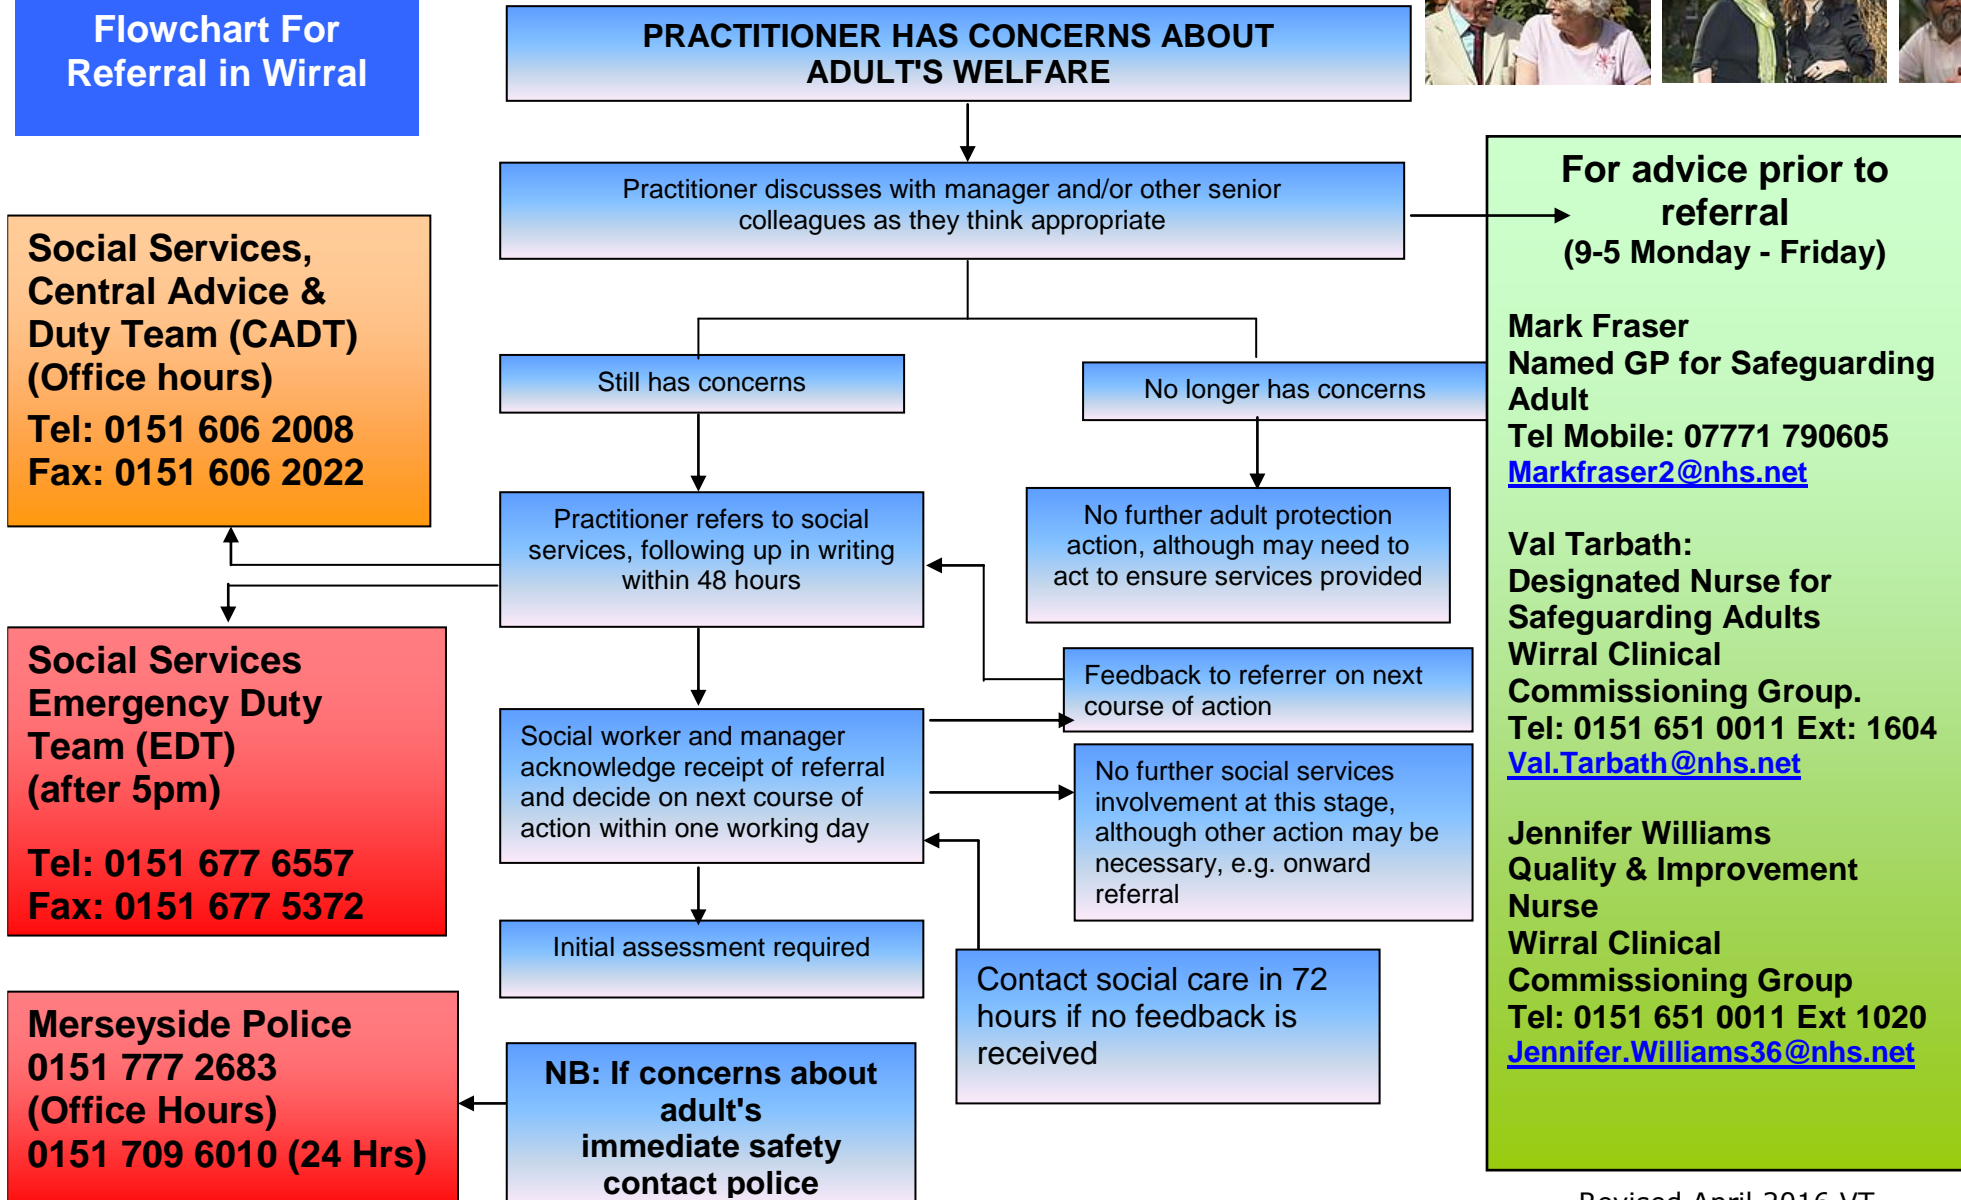 Flowchart For
Referral in Wirral
PRACTITIONER HAS CONCERNS ABOUT
ADULT'S WELFARE
Practitioner discusses with manager and/or other senior
colleagues as they think appropriate
For advice prior to
referral
(9-5 Monday - Friday)
Mark Fraser
Named GP for Safeguarding
Adult
Tel Mobile: 07771 790605
Markfraser2@nhs.net
Val Tarbath:
Designated Nurse for
Safeguarding Adults
Wirral Clinical
Commissioning Group.
Tel: 0151 651 0011 Ext: 1604
Val.Tarbath@nhs.net
Jennifer Williams
Quality & Improvement
Nurse
Wirral Clinical
Commissioning Group
Tel: 0151 651 0011 Ext 1020
Jennifer.Williams36@nhs.net
Social Services,
Central Advice &
Duty Team (CADT)
(Office hours)
Tel: 0151 606 2008
Fax: 0151 606 2022
Still has concerns
No longer has concerns
Practitioner refers to social
services, following up in writing
within 48 hours
No further adult protection
action, although may need to
act to ensure services provided
Social Services
Emergency Duty
Team (EDT)
(after 5pm)
Tel: 0151 677 6557
Fax: 0151 677 5372
Feedback to referrer on next
course of action
Social worker and manager
acknowledge receipt of referral
and decide on next course of
action within one working day
No further social services
involvement at this stage,
although other action may be
necessary, e.g. onward
referral
Initial assessment required
Contact social care in 72
hours if no feedback is
received
Merseyside Police
0151 777 2683
(Office Hours)
0151 709 6010 (24 Hrs)
NB: If concerns about
adult's
immediate safety
contact police
Revised April 2016 VT